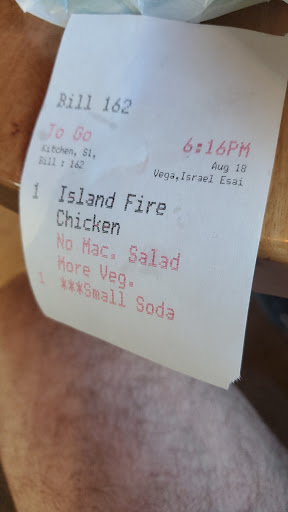 Bill 162
To Go 6:16PM
Kitchen, S1, Aug 18
Bill : 162 Vega,Israel Esai
1 Island Fire
Chicken
No Mac. Salad
More Veg.
1 ***Small Soda